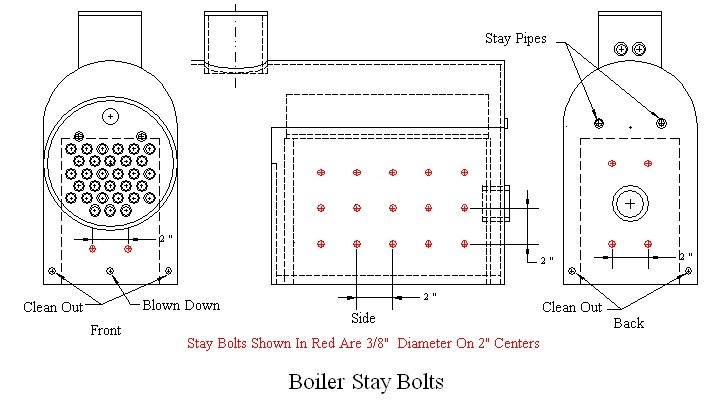 Stay Pipes
2 "
2 "
2 "
2 "
Clean Out
Blown Down
Front
Side
Clean Out
Back
Stay Bolts Shown In Red Are 3/8" Diameter On 2" Centers
Boiler Stay Bolts